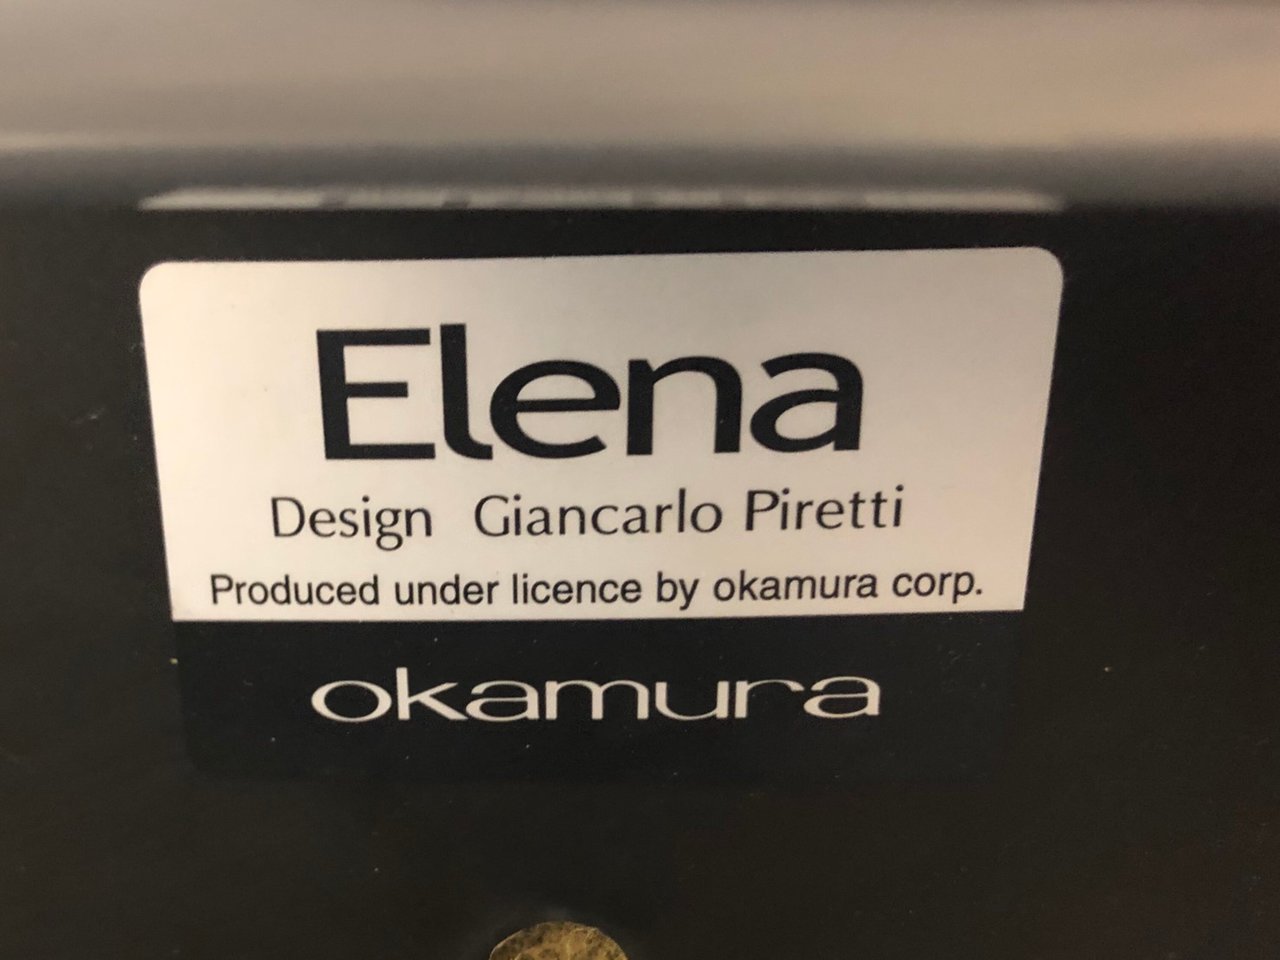 Elena
Design Giancarlo Piretti
Produced under licence by okamura corp.
okamura